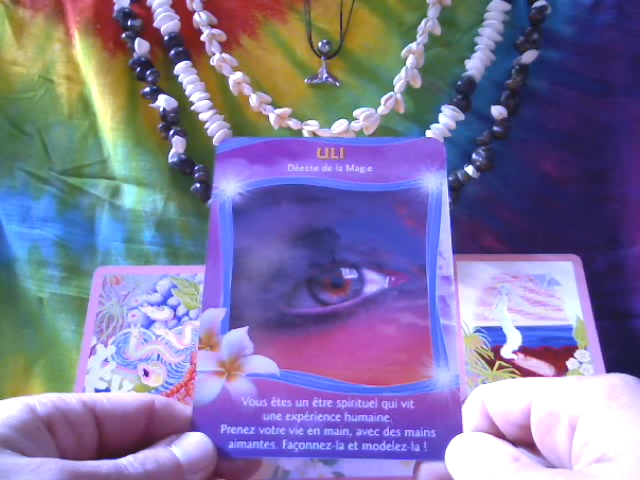 ULI
Déesse de la Magie
Vous êtes un être spirituel qui vit
une expérience humaine.
Prenez votre vie en main, avec des mains
aimantes. Façonnez-la et modelez-la !